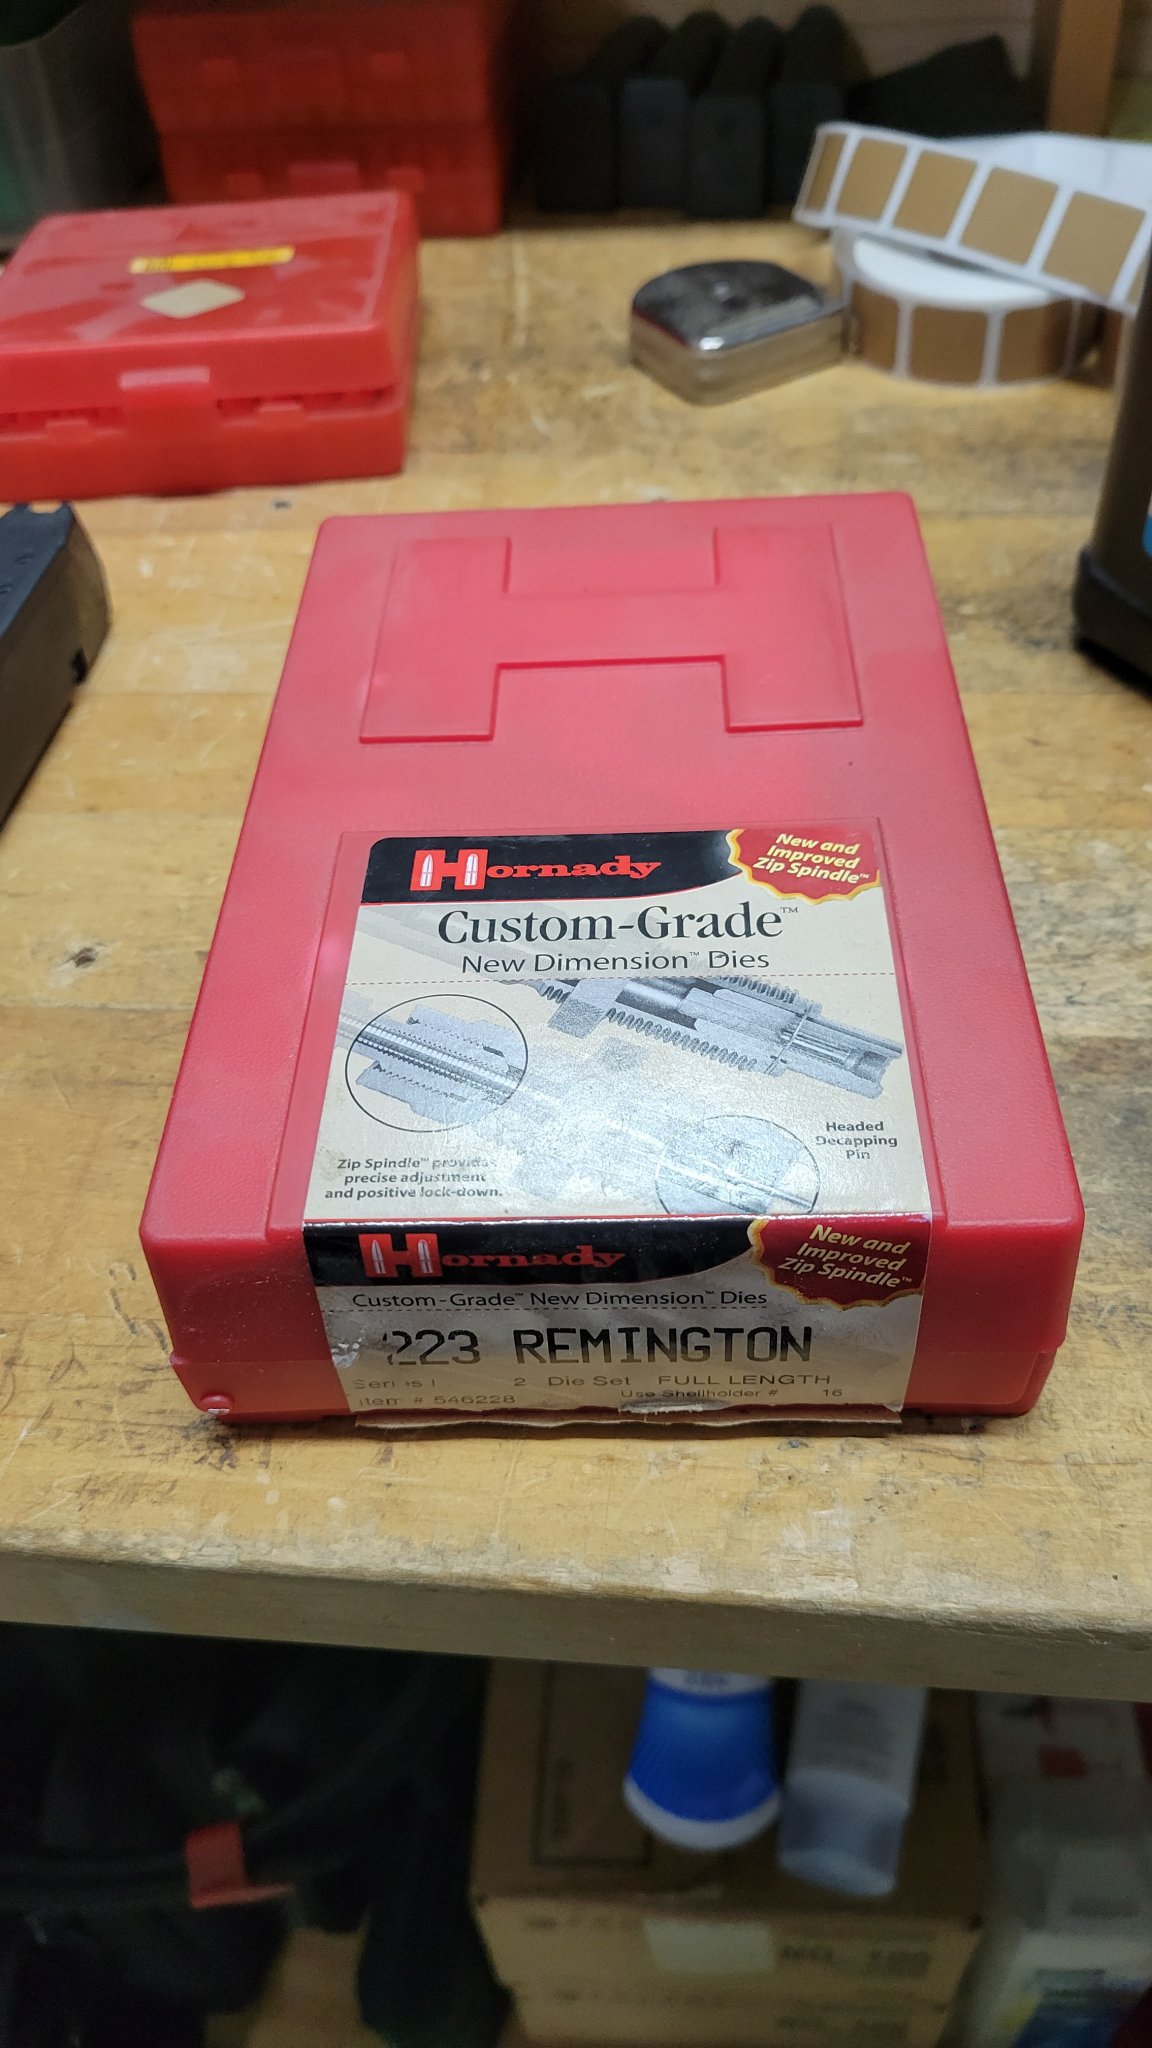 Hornady
New and
Improved
Zip Spindle™
Custom-Grade™
New Dimension™ Dies
Headed
Decapping
Pin
Zip Spindle™ provides
precise adjustment
and positive lock-down.
Hornady
New and
Improved
Zip Spindle™
Custom-Grade™ New Dimension™ Dies
223 REMINGTON
Series I 2 Die Set FULL LENGTH
Item # 546228 Use Shellholder # 16